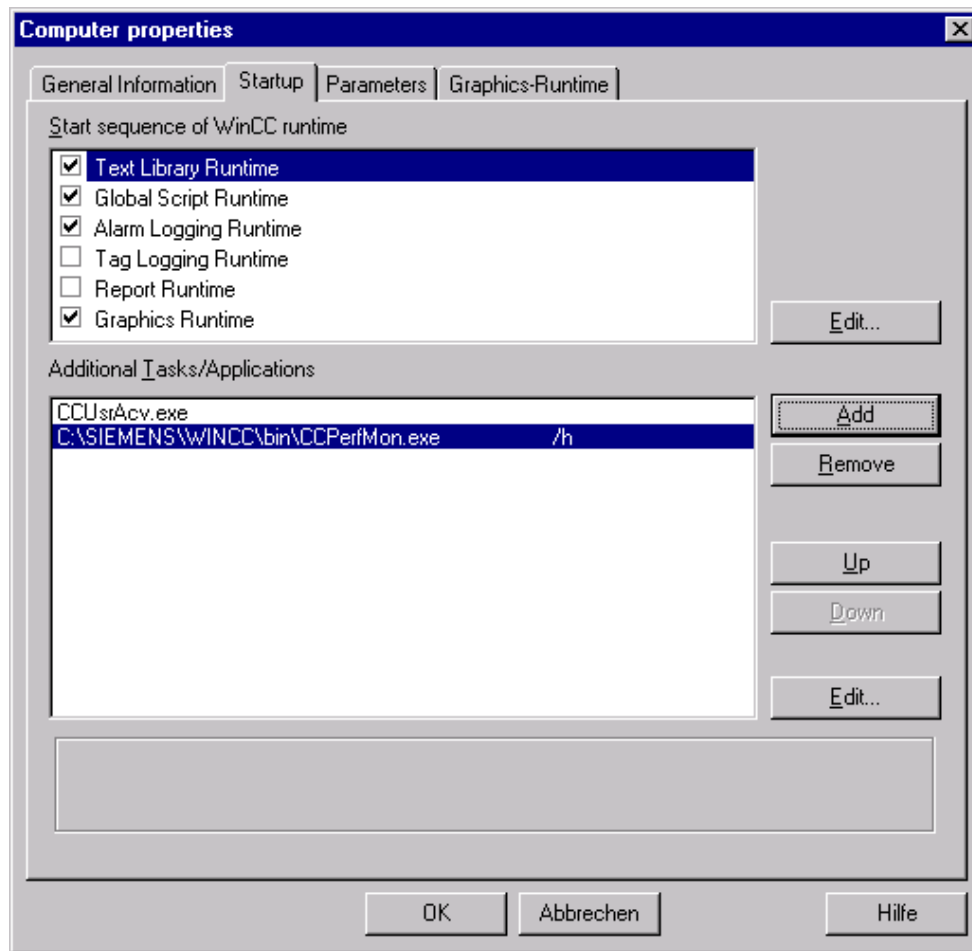 Computer properties
General Information Startup Parameters Graphics-Runtime
Start sequence of WinCC runtime
Text Library Runtime
Global Script Runtime
Alarm Logging Runtime
Tag Logging Runtime
Report Runtime
Graphics Runtime
Edit...
Additional Tasks/Applications
CCUsrAcv.exe
C:\SIEMENS\WINCC\bin\CCPerfMon.exe /h
Add
Remove
Up
Down
Edit...
OK Abbrechen Hilfe